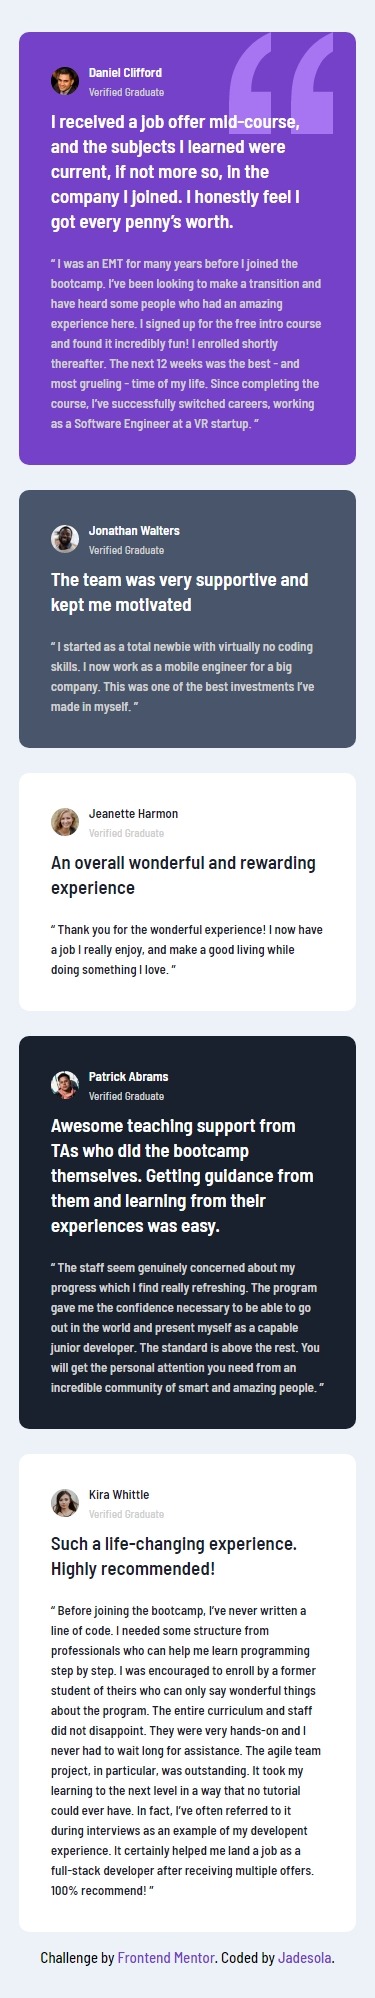 Daniel Clifford
Verified Graduate
I received a job offer mid-course,
and the subjects I learned were
current, if not more so, in the
company I joined. I honestly feel I
got every penny’s worth.
“ I was an EMT for many years before I joined the
bootcamp. I’ve been looking to make a transition and
have heard some people who had an amazing
experience here. I signed up for the free intro course
and found it incredibly fun! I enrolled shortly
thereafter. The next 12 weeks was the best - and
most grueling - time of my life. Since completing the
course, I’ve successfully switched careers, working
as a Software Engineer at a VR startup. ”
Jonathan Walters
Verified Graduate
The team was very supportive and
kept me motivated
“ I started as a total newbie with virtually no coding
skills. I now work as a mobile engineer for a big
company. This was one of the best investments I’ve
made in myself. ”
Jeanette Harmon
Verified Graduate
An overall wonderful and rewarding
experience
“ Thank you for the wonderful experience! I now have
a job I really enjoy, and make a good living while
doing something I love. ”
Patrick Abrams
Verified Graduate
Awesome teaching support from
TAs who did the bootcamp
themselves. Getting guidance from
them and learning from their
experiences was easy.
“ The staff seem genuinely concerned about my
progress which I find really refreshing. The program
gave me the confidence necessary to be able to go
out in the world and present myself as a capable
junior developer. The standard is above the rest. You
will get the personal attention you need from an
incredible community of smart and amazing people. ”
Kira Whittle
Verified Graduate
Such a life-changing experience.
Highly recommended!
“ Before joining the bootcamp, I’ve never written a
line of code. I needed some structure from
professionals who can help me learn programming
step by step. I was encouraged to enroll by a former
student of theirs who can only say wonderful things
about the program. The entire curriculum and staff
did not disappoint. They were very hands-on and I
never had to wait long for assistance. The agile team
project, in particular, was outstanding. It took my
learning to the next level in a way that no tutorial
could ever have. In fact, I’ve often referred to it
during interviews as an example of my developent
experience. It certainly helped me land a job as a
full-stack developer after receiving multiple offers.
100% recommend! ”
Challenge by Frontend Mentor. Coded by Jadesola.